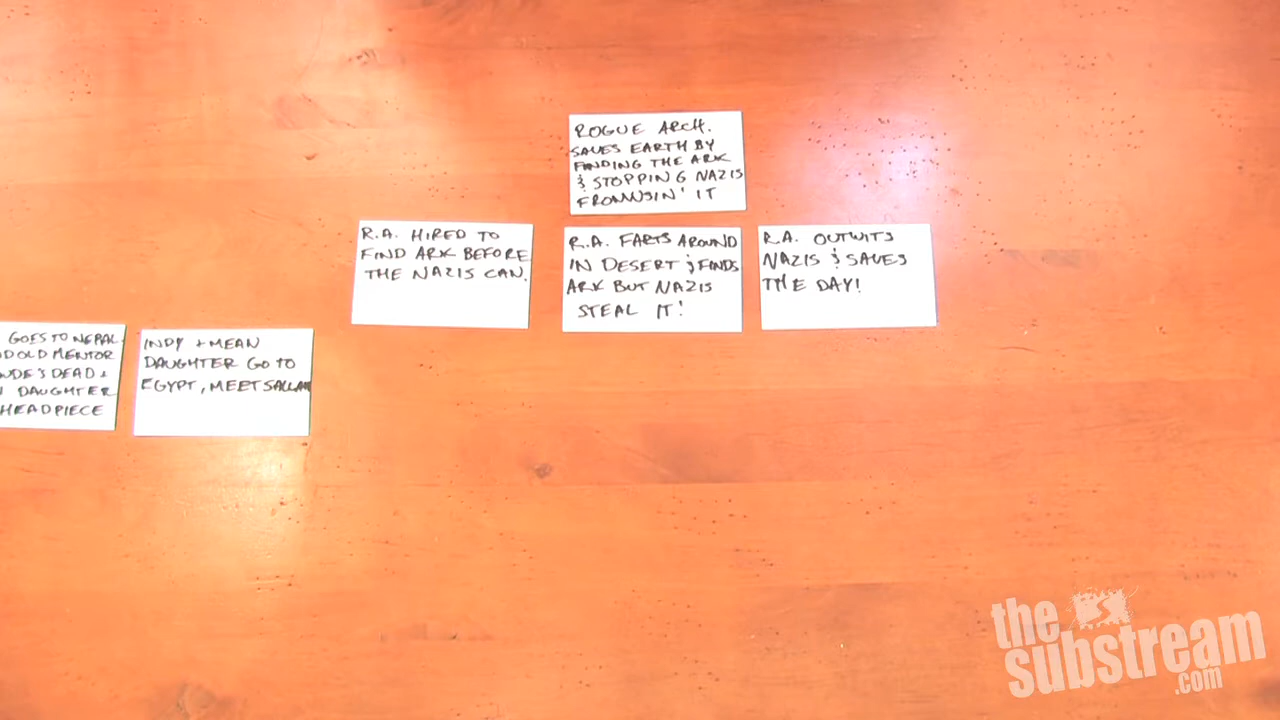 ROGUE ARCH.
SAVES EARTH BY
FINDING THE ARK
& STOPPING NAZIS
FROM USIN' IT
R.A. HIRED TO
FIND ARK BEFORE
THE NAZIS CAN.
R.A. FARTS AROUND
IN DESERT & FINDS
ARK BUT NAZIS
STEAL IT!
R.A. OUTWITS
NAZIS & SAVES
THE DAY!
GOES TO NEPAL
OLD MENTOR
DEAD &
DAUGHTER
HEADPIECE
INDY + MEAN
DAUGHTER GO TO
EGYPT, MEET SALLAH
the
substream
.com